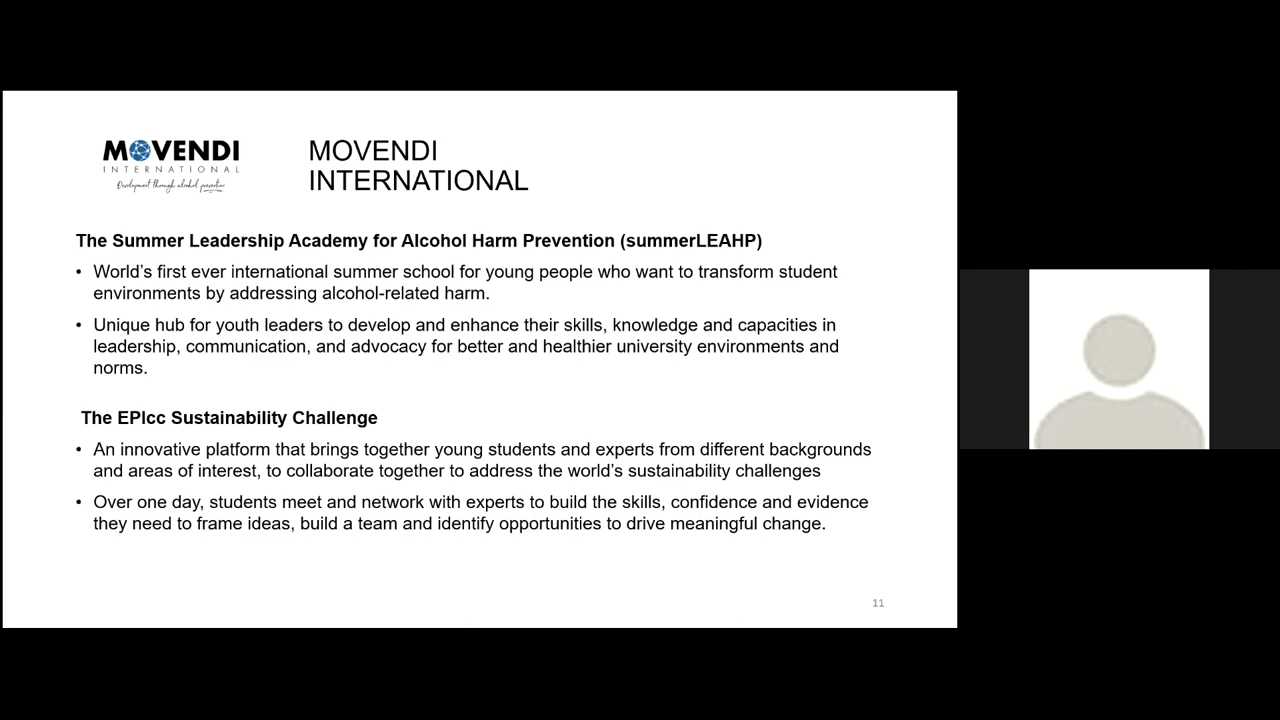 MOVENDI
INTERNATIONAL
Development through alcohol prevention
MOVENDI
INTERNATIONAL
The Summer Leadership Academy for Alcohol Harm Prevention (summerLEAHP)
• World’s first ever international summer school for young people who want to transform student
environments by addressing alcohol-related harm.
• Unique hub for youth leaders to develop and enhance their skills, knowledge and capacities in
leadership, communication, and advocacy for better and healthier university environments and
norms.
The EPIcc Sustainability Challenge
• An innovative platform that brings together young students and experts from different backgrounds
and areas of interest, to collaborate together to address the world’s sustainability challenges
• Over one day, students meet and network with experts to build the skills, confidence and evidence
they need to frame ideas, build a team and identify opportunities to drive meaningful change.
11